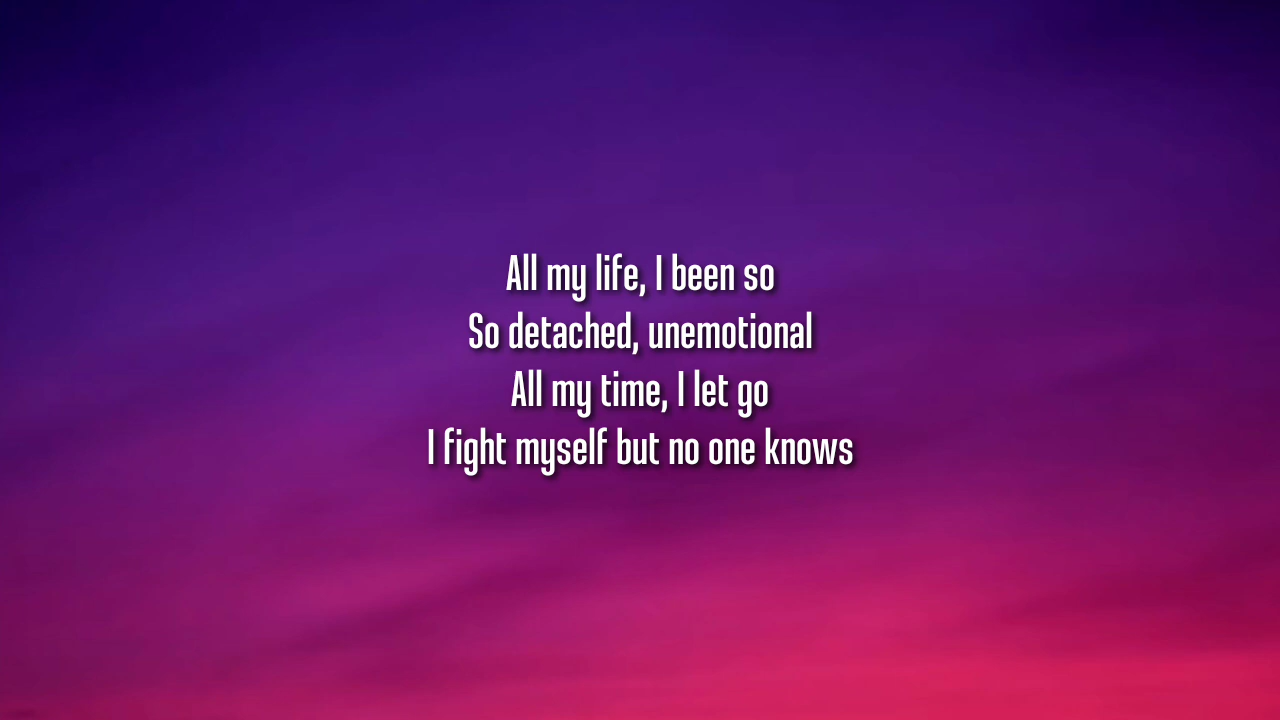 All my life, I been so
So detached, unemotional
All my time, I let go
I fight myself but no one knows